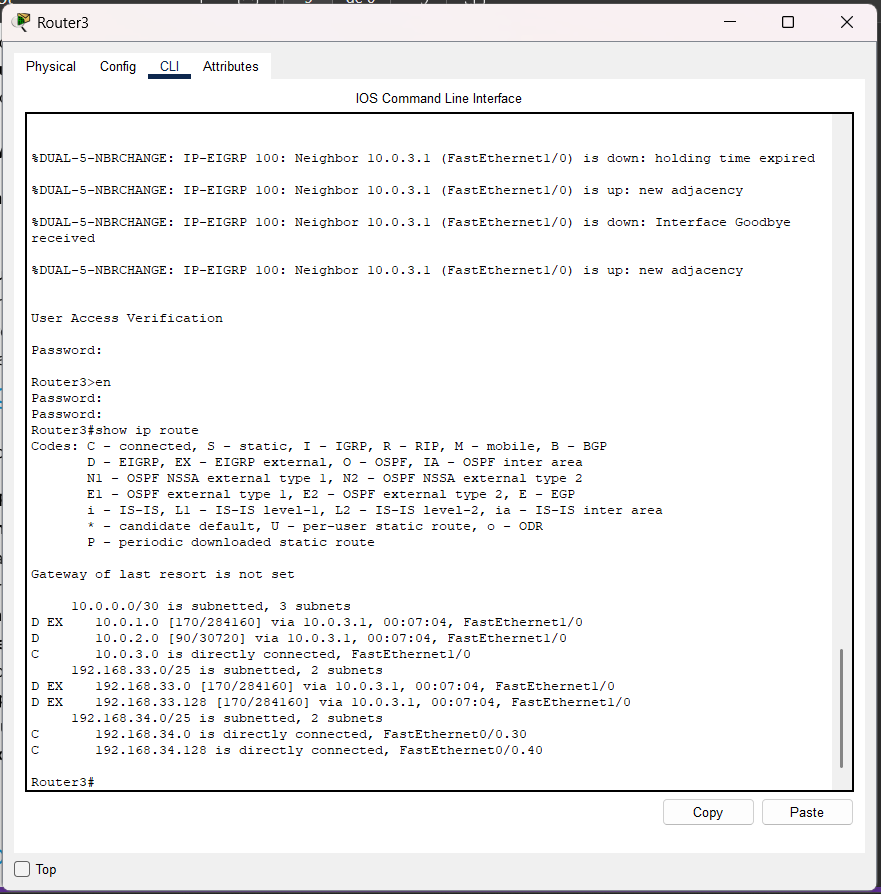 Router3
Physical Config CLI Attributes
IOS Command Line Interface
%DUAL-5-NBRCHANGE: IP-EIGRP 100: Neighbor 10.0.3.1 (FastEthernet1/0) is down: holding time expired
%DUAL-5-NBRCHANGE: IP-EIGRP 100: Neighbor 10.0.3.1 (FastEthernet1/0) is up: new adjacency
%DUAL-5-NBRCHANGE: IP-EIGRP 100: Neighbor 10.0.3.1 (FastEthernet1/0) is down: Interface Goodbye
received
%DUAL-5-NBRCHANGE: IP-EIGRP 100: Neighbor 10.0.3.1 (FastEthernet1/0) is up: new adjacency
User Access Verification
Password:
Router3>en
Password:
Password:
Router3#show ip route
Codes: C - connected, S - static, I - IGRP, R - RIP, M - mobile, B - BGP
       D - EIGRP, EX - EIGRP external, O - OSPF, IA - OSPF inter area
       N1 - OSPF NSSA external type 1, N2 - OSPF NSSA external type 2
       E1 - OSPF external type 1, E2 - OSPF external type 2, E - EGP
       i - IS-IS, L1 - IS-IS level-1, L2 - IS-IS level-2, ia - IS-IS inter area
       * - candidate default, U - per-user static route, o - ODR
       P - periodic downloaded static route
Gateway of last resort is not set
     10.0.0.0/30 is subnetted, 3 subnets
D EX    10.0.1.0 [170/284160] via 10.0.3.1, 00:07:04, FastEthernet1/0
D       10.0.2.0 [90/30720] via 10.0.3.1, 00:07:04, FastEthernet1/0
C       10.0.3.0 is directly connected, FastEthernet1/0
     192.168.33.0/25 is subnetted, 2 subnets
D EX    192.168.33.0 [170/284160] via 10.0.3.1, 00:07:04, FastEthernet1/0
D EX    192.168.33.128 [170/284160] via 10.0.3.1, 00:07:04, FastEthernet1/0
     192.168.34.0/25 is subnetted, 2 subnets
C       192.168.34.0 is directly connected, FastEthernet0/0.30
C       192.168.34.128 is directly connected, FastEthernet0/0.40
Router3#
Copy Paste
Top